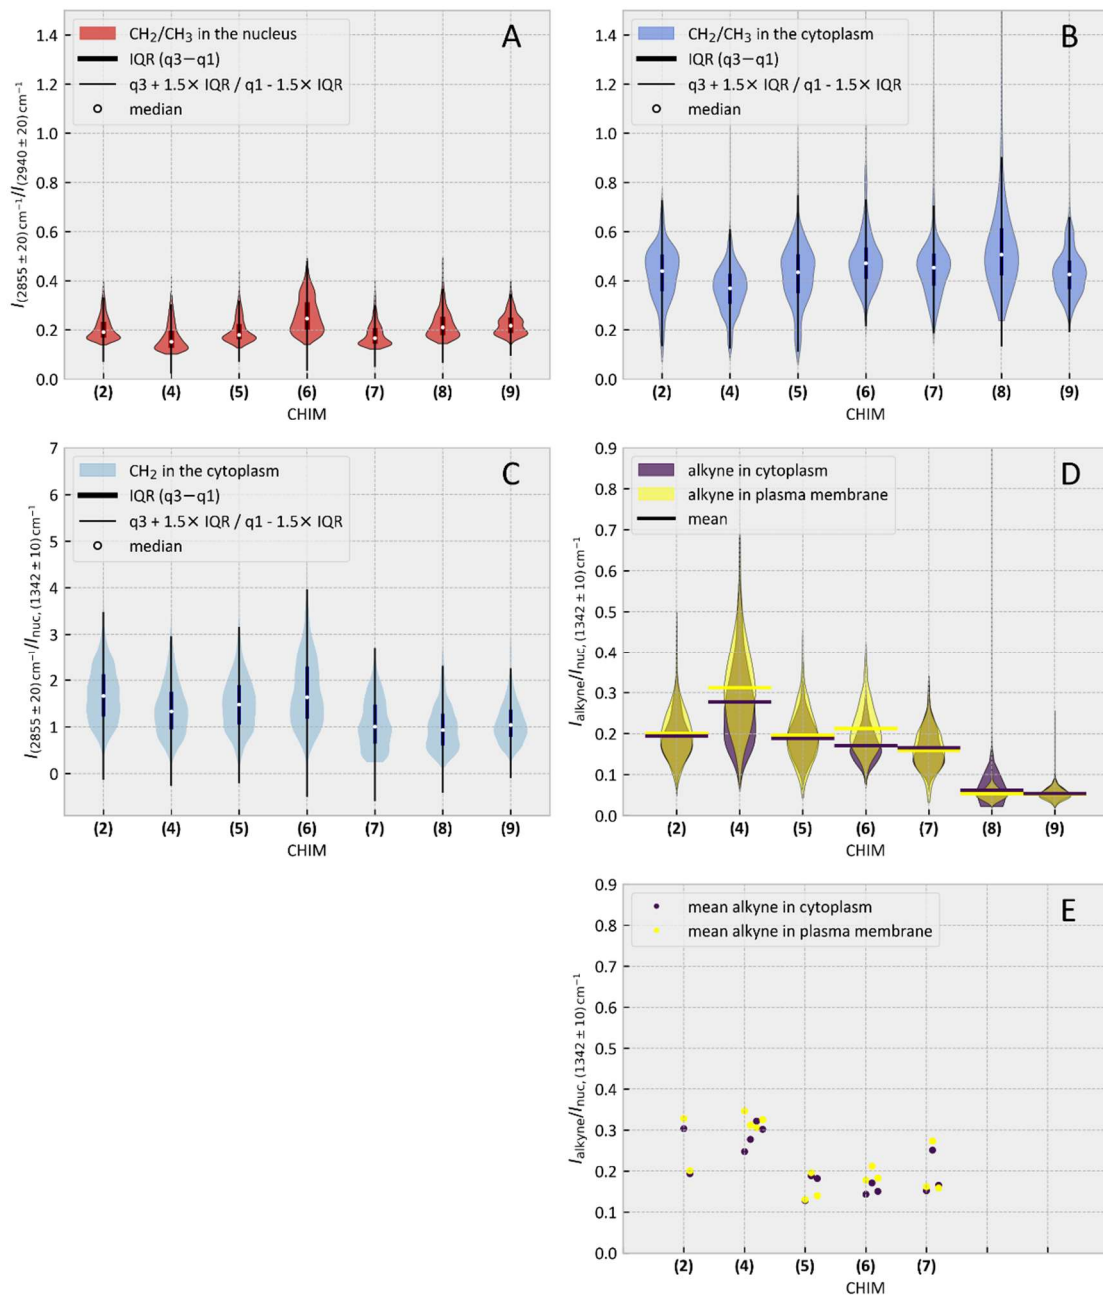 A
CH₂/CH₃ in the nucleus
IQR (q3−q1)
q3 + 1.5× IQR / q1 - 1.5× IQR
median
I(2855 ± 20) cm⁻¹/I(2940 ± 20) cm⁻¹
1.4
1.2
1.0
0.8
0.6
0.4
0.2
0.0
(2) (4) (5) (6) (7) (8) (9)
CHIM
B
CH₂/CH₃ in the cytoplasm
IQR (q3−q1)
q3 + 1.5× IQR / q1 - 1.5× IQR
median
1.4
1.2
1.0
0.8
0.6
0.4
0.2
0.0
(2) (4) (5) (6) (7) (8) (9)
CHIM
C
CH₂ in the cytoplasm
IQR (q3−q1)
q3 + 1.5× IQR / q1 - 1.5× IQR
median
I(2855 ± 20) cm⁻¹/Inuc, (1342 ± 10) cm⁻¹
7
6
5
4
3
2
1
0
(2) (4) (5) (6) (7) (8) (9)
CHIM
D
alkyne in cytoplasm
alkyne in plasma membrane
mean
Ialkyne/Inuc, (1342 ± 10) cm⁻¹
0.9
0.8
0.7
0.6
0.5
0.4
0.3
0.2
0.1
0.0
(2) (4) (5) (6) (7) (8) (9)
CHIM
E
mean alkyne in cytoplasm
mean alkyne in plasma membrane
Ialkyne/Inuc, (1342 ± 10) cm⁻¹
0.9
0.8
0.7
0.6
0.5
0.4
0.3
0.2
0.1
0.0
(2) (4) (5) (6) (7)
CHIM